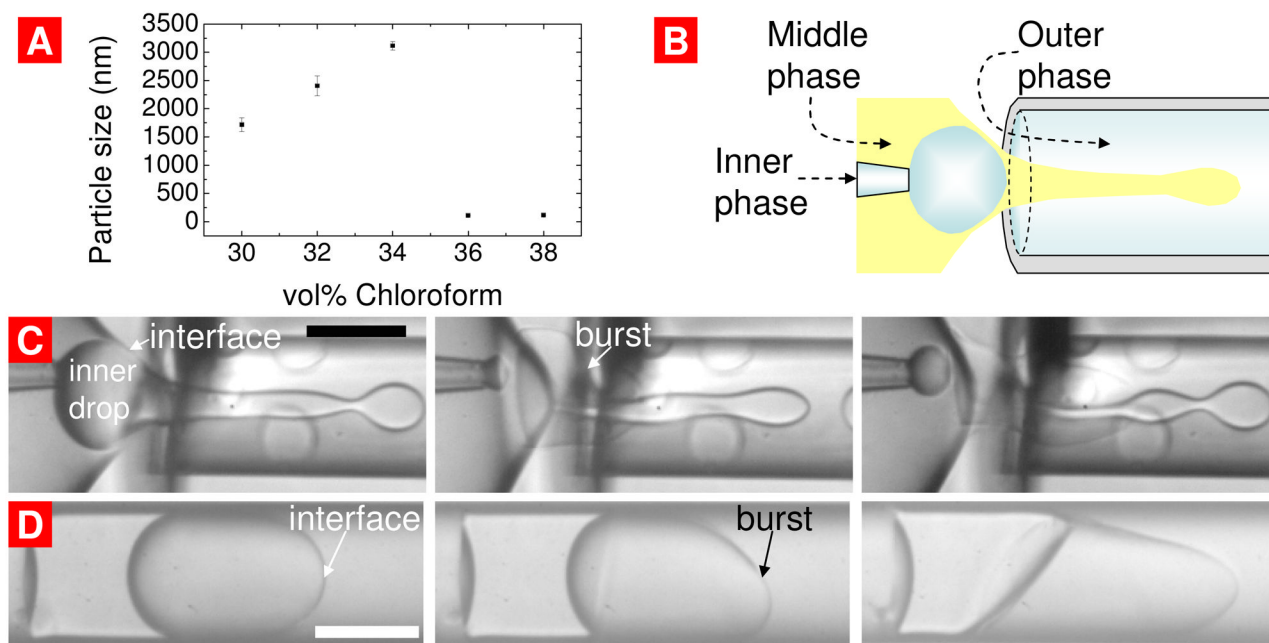 A
Particle size (nm)
3500
3000
2500
2000
1500
1000
500
0
30 32 34 36 38
vol% Chloroform
B
Middle
phase
Outer
phase
Inner
phase
C
interface
inner
drop
burst
D
interface
burst